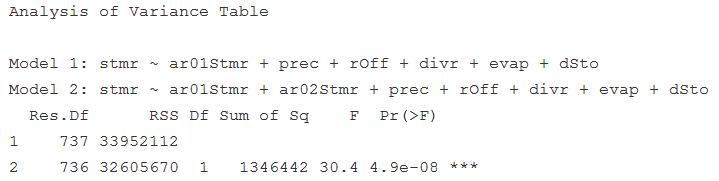 Analysis of Variance Table
Model 1: stmr ~ ar01Stmr + prec + rOff + divr + evap + dSto
Model 2: stmr ~ ar01Stmr + ar02Stmr + prec + rOff + divr + evap + dSto
Res.Df RSS Df Sum of Sq F Pr(>F)
1 737 33952112
2 736 32605670 1 1346442 30.4 4.9e-08 ***